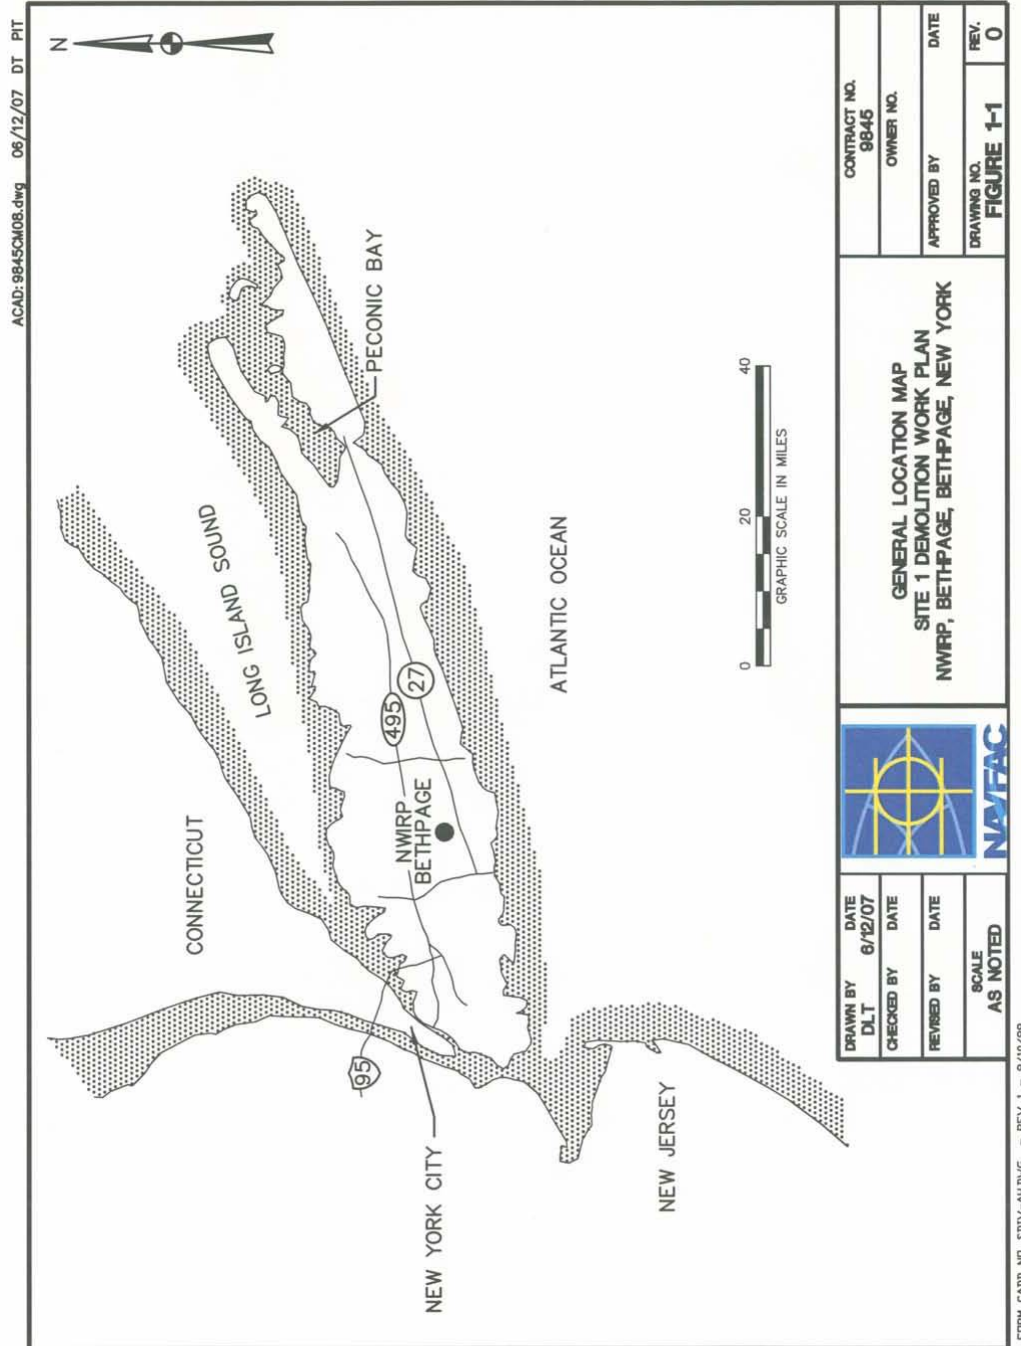 ACAD: 9845CM08.dwg 06/12/07 DT PIT
N
CONNECTICUT
LONG ISLAND SOUND
PECONIC BAY
95
495
27
NWIRP
BETHPAGE
NEW YORK CITY
NEW JERSEY
ATLANTIC OCEAN
0 20 40
GRAPHIC SCALE IN MILES
DRAWN BY DATE
DLT 6/12/07
CHECKED BY DATE
REVISED BY DATE
SCALE
AS NOTED
NAVFAC
GENERAL LOCATION MAP
SITE 1 DEMOLITION WORK PLAN
NWIRP, BETHPAGE, BETHPAGE, NEW YORK
CONTRACT NO.
9845
OWNER NO.
APPROVED BY DATE
DRAWING NO.
FIGURE 1-1
REV.
0